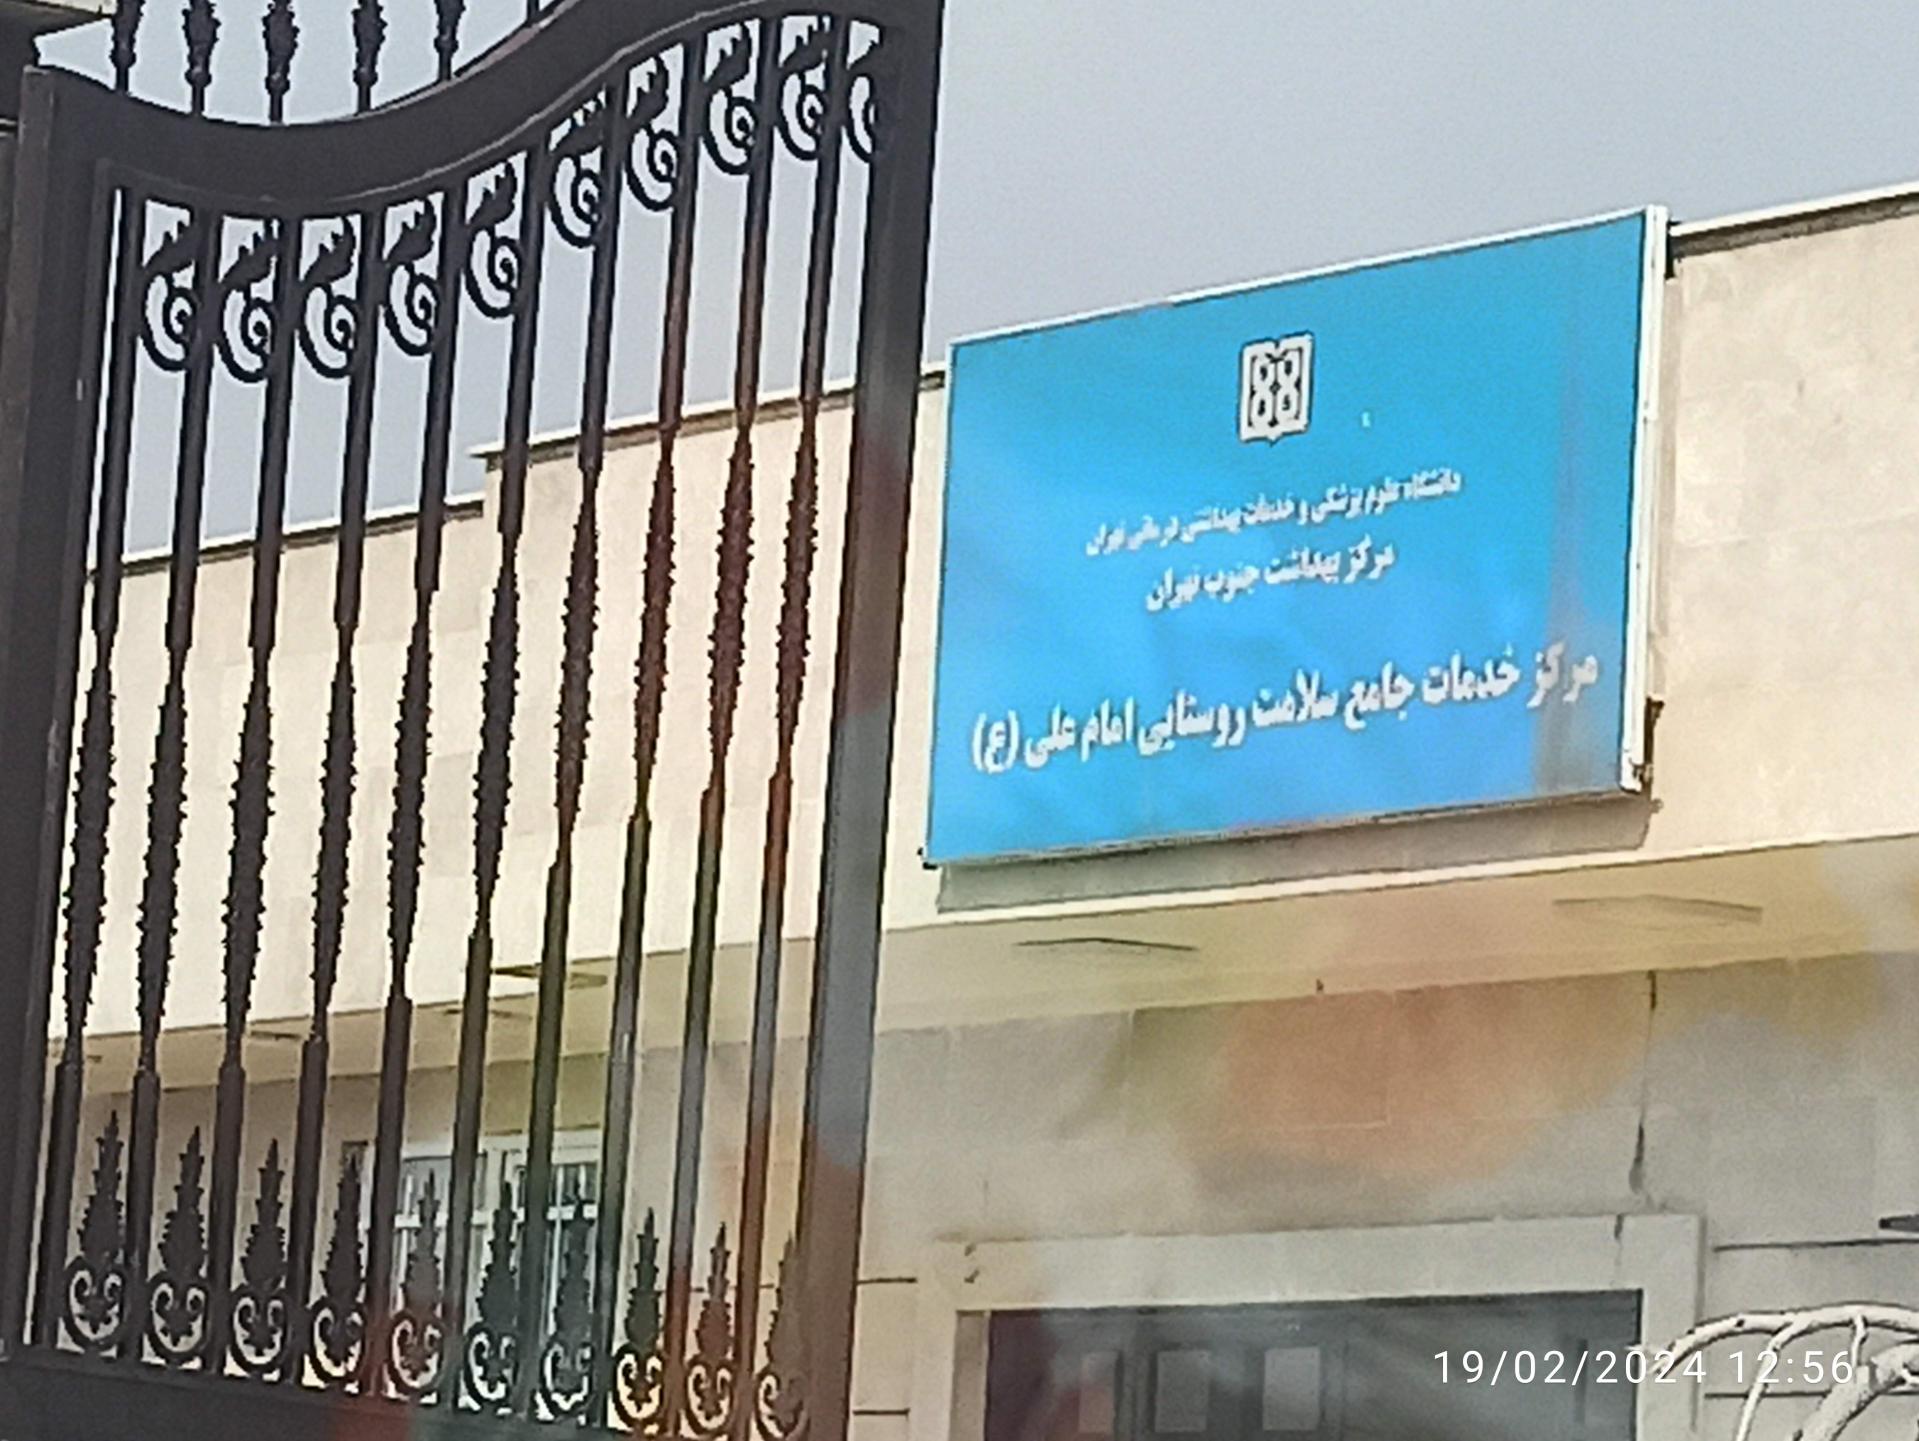 دانشگاه علوم پزشکی و خدمات بهداشتی درمانی تهران
مرکز بهداشت جنوب تهران
مرکز خدمات جامع سلامت روستایی امام علی (ع)
19/02/2024 12:56